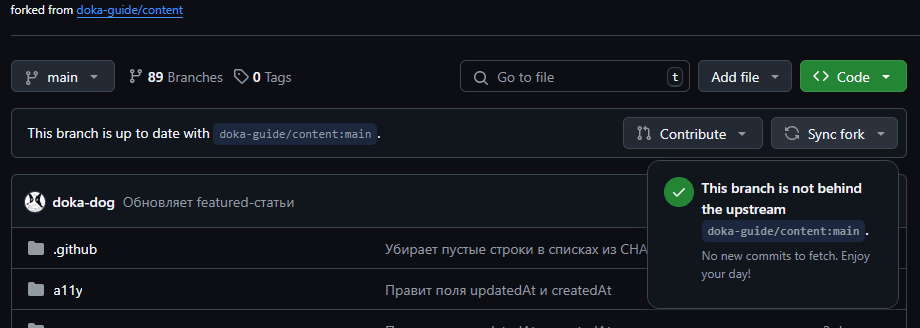 forked from doka-guide/content
main 89 Branches 0 Tags Go to file t Add file Code
This branch is up to date with doka-guide/content:main. Contribute Sync fork
This branch is not behind
the upstream
doka-guide/content:main.
No new commits to fetch. Enjoy
your day!
doka-dog Обновляет featured-статьи
.github Убирает пустые строки в списках из CHA
a11y Правит поля updatedAt и createdAt